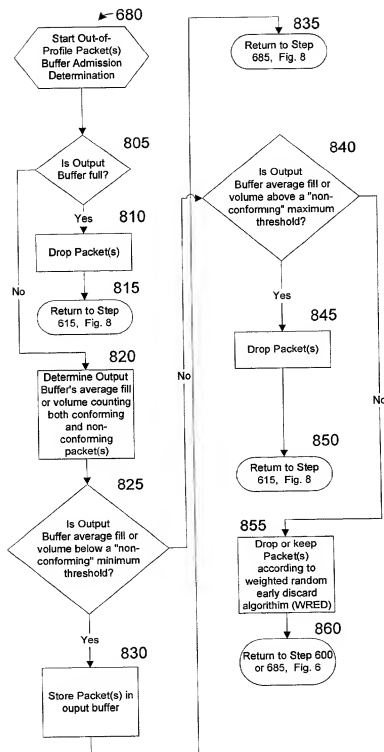 680
Start Out-of-
Profile Packet(s)
Buffer Admission
Determination
805
Is Output
Buffer full?
Yes
No
810
Drop Packet(s)
815
Return to Step
615, Fig. 8
820
Determine Output
Buffer's average fill
or volume counting
both conforming
and non-
conforming
packet(s)
825
Is Output
Buffer average fill or
volume below a "non-
conforming" minimum
threshold?
No
Yes
830
Store Packet(s) in
ouput buffer
835
Return to Step
685, Fig. 8
840
Is Output
Buffer average fill or
volume above a "non-
conforming" maximum
threshold?
Yes
No
845
Drop Packet(s)
850
Return to Step
615, Fig. 8
855
Drop or keep
Packet(s)
according to
weighted random
early discard
algorithim (WRED)
860
Return to Step 600
or 685, Fig. 6